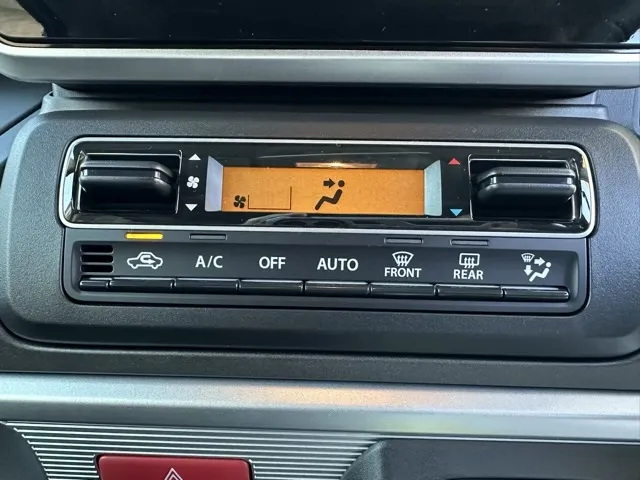 A/C OFF AUTO FRONT REAR